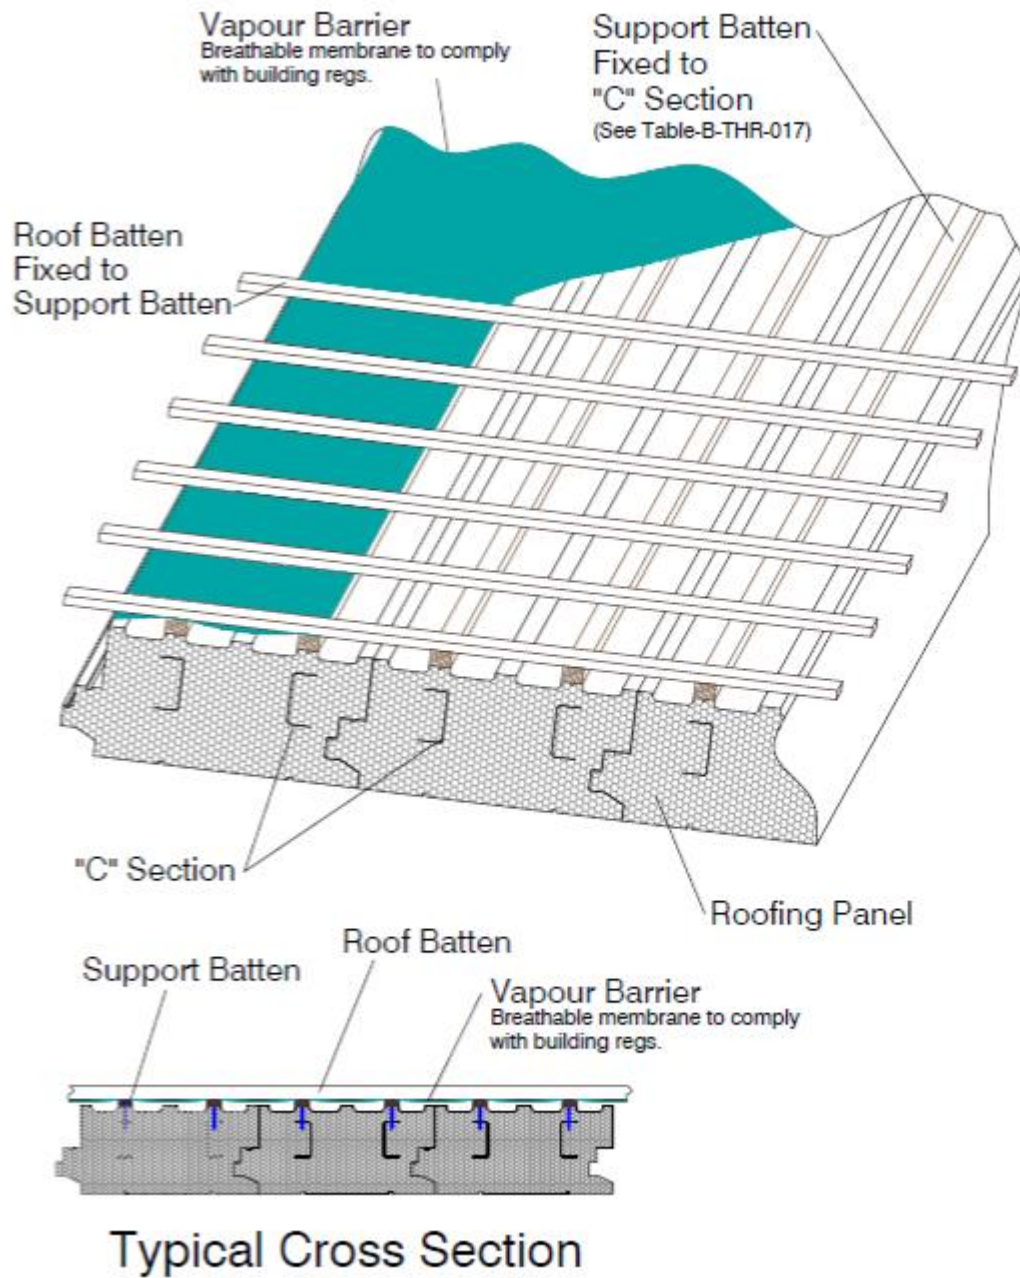 Vapour Barrier
Breathable membrane to comply
with building regs.
Support Batten
Fixed to
"C" Section
(See Table-B-THR-017)
Roof Batten
Fixed to
Support Batten
"C" Section
Roofing Panel
Roof Batten
Support Batten
Vapour Barrier
Breathable membrane to comply
with building regs.
Typical Cross Section